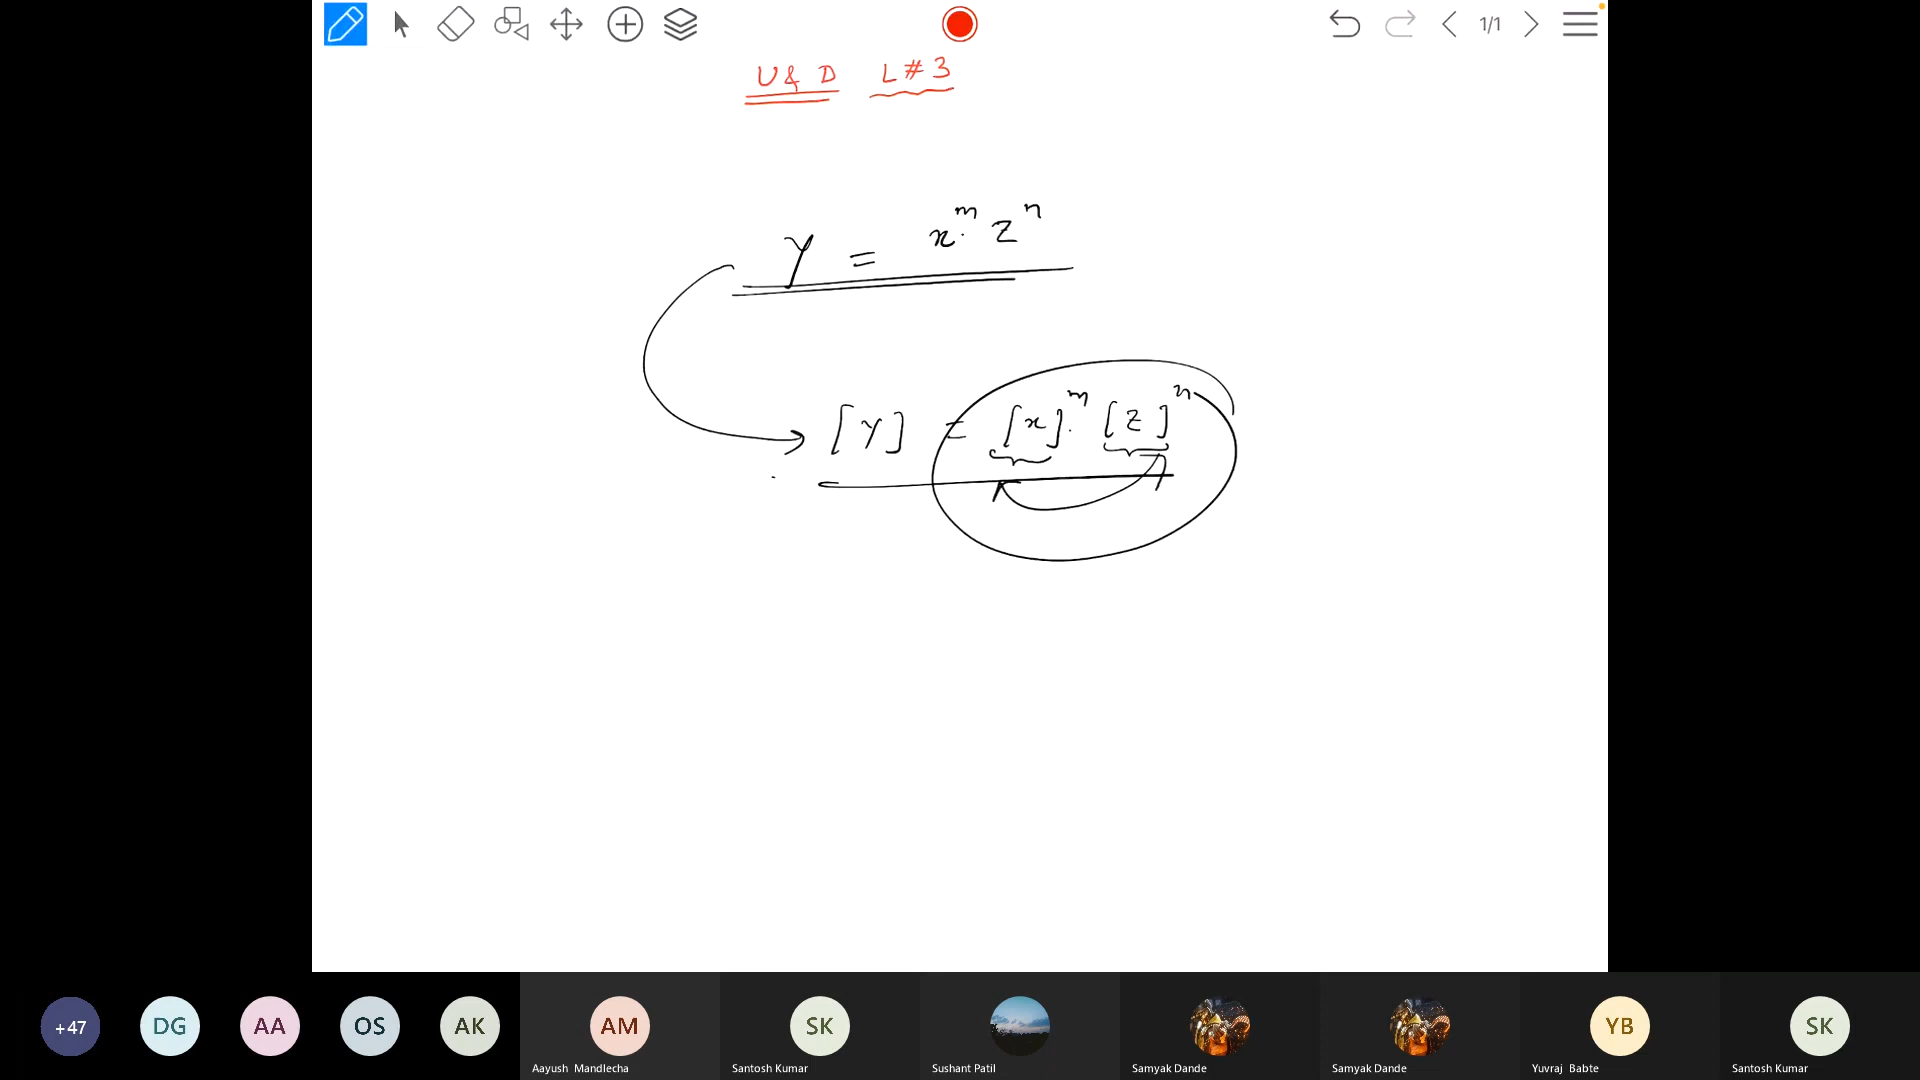 1/1
U & D L # 3
Y = x^m . z^n
[Y] = [x]^m . [z]^n
+47 DG AA OS AK AM SK YB SK
Aayush Mandlecha Santosh Kumar Sushant Patil Samyak Dande Samyak Dande Yuvraj Babte Santosh Kumar